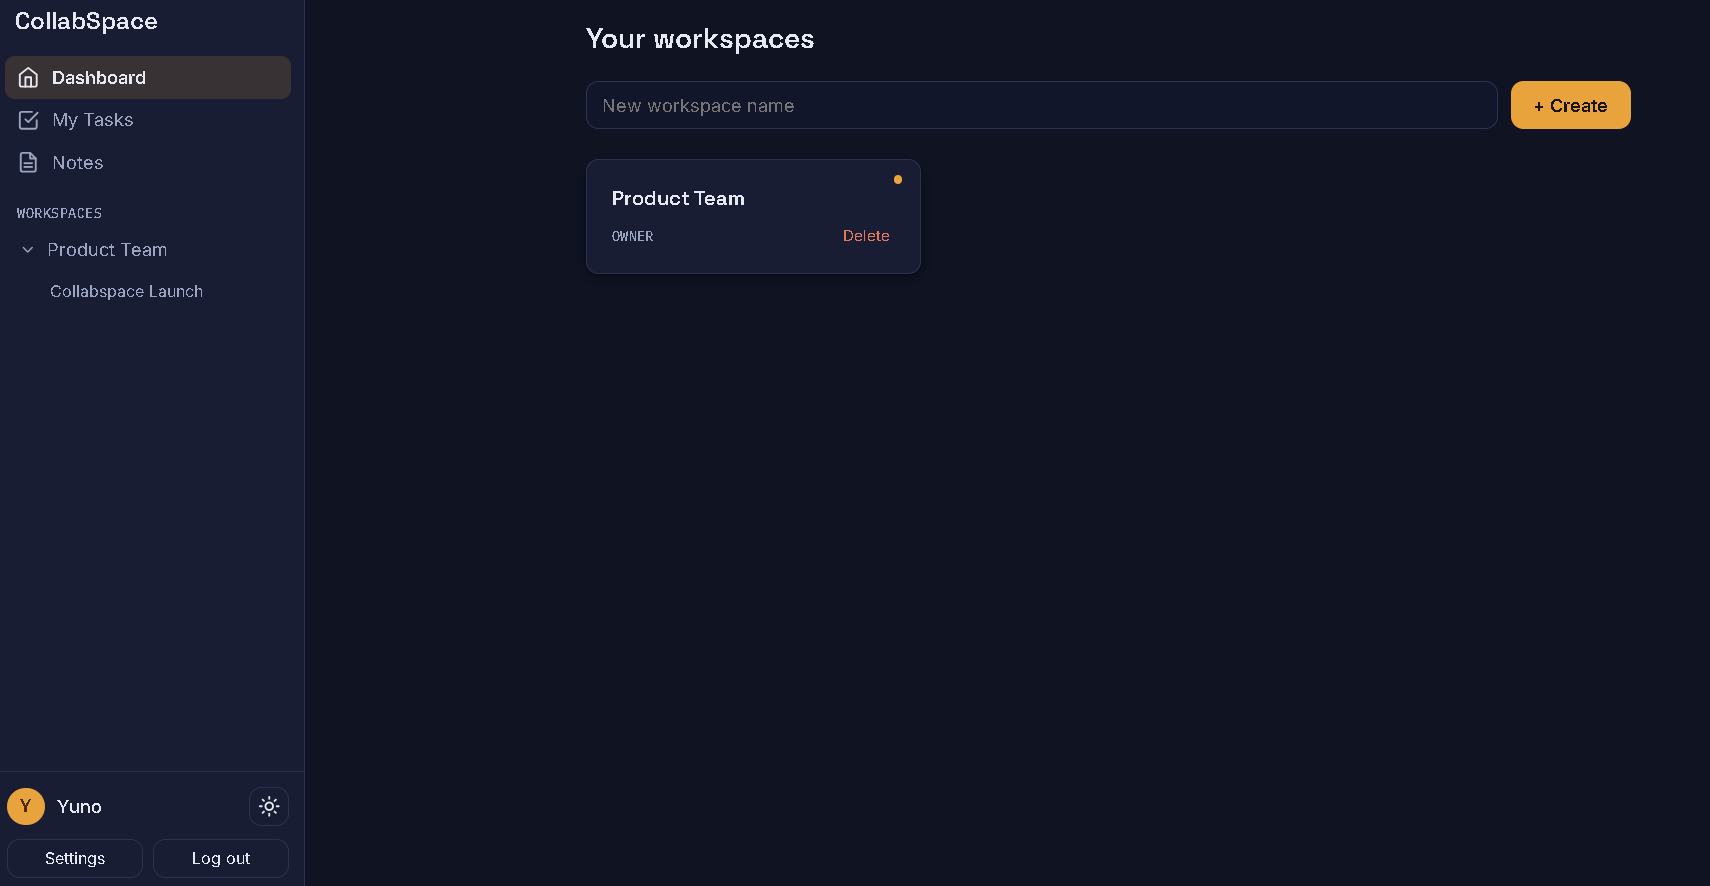 CollabSpace
Dashboard
My Tasks
Notes
WORKSPACES
Product Team
Collabspace Launch
Y
Yuno
Settings
Log out
Your workspaces
New workspace name
+ Create
Product Team
OWNER
Delete